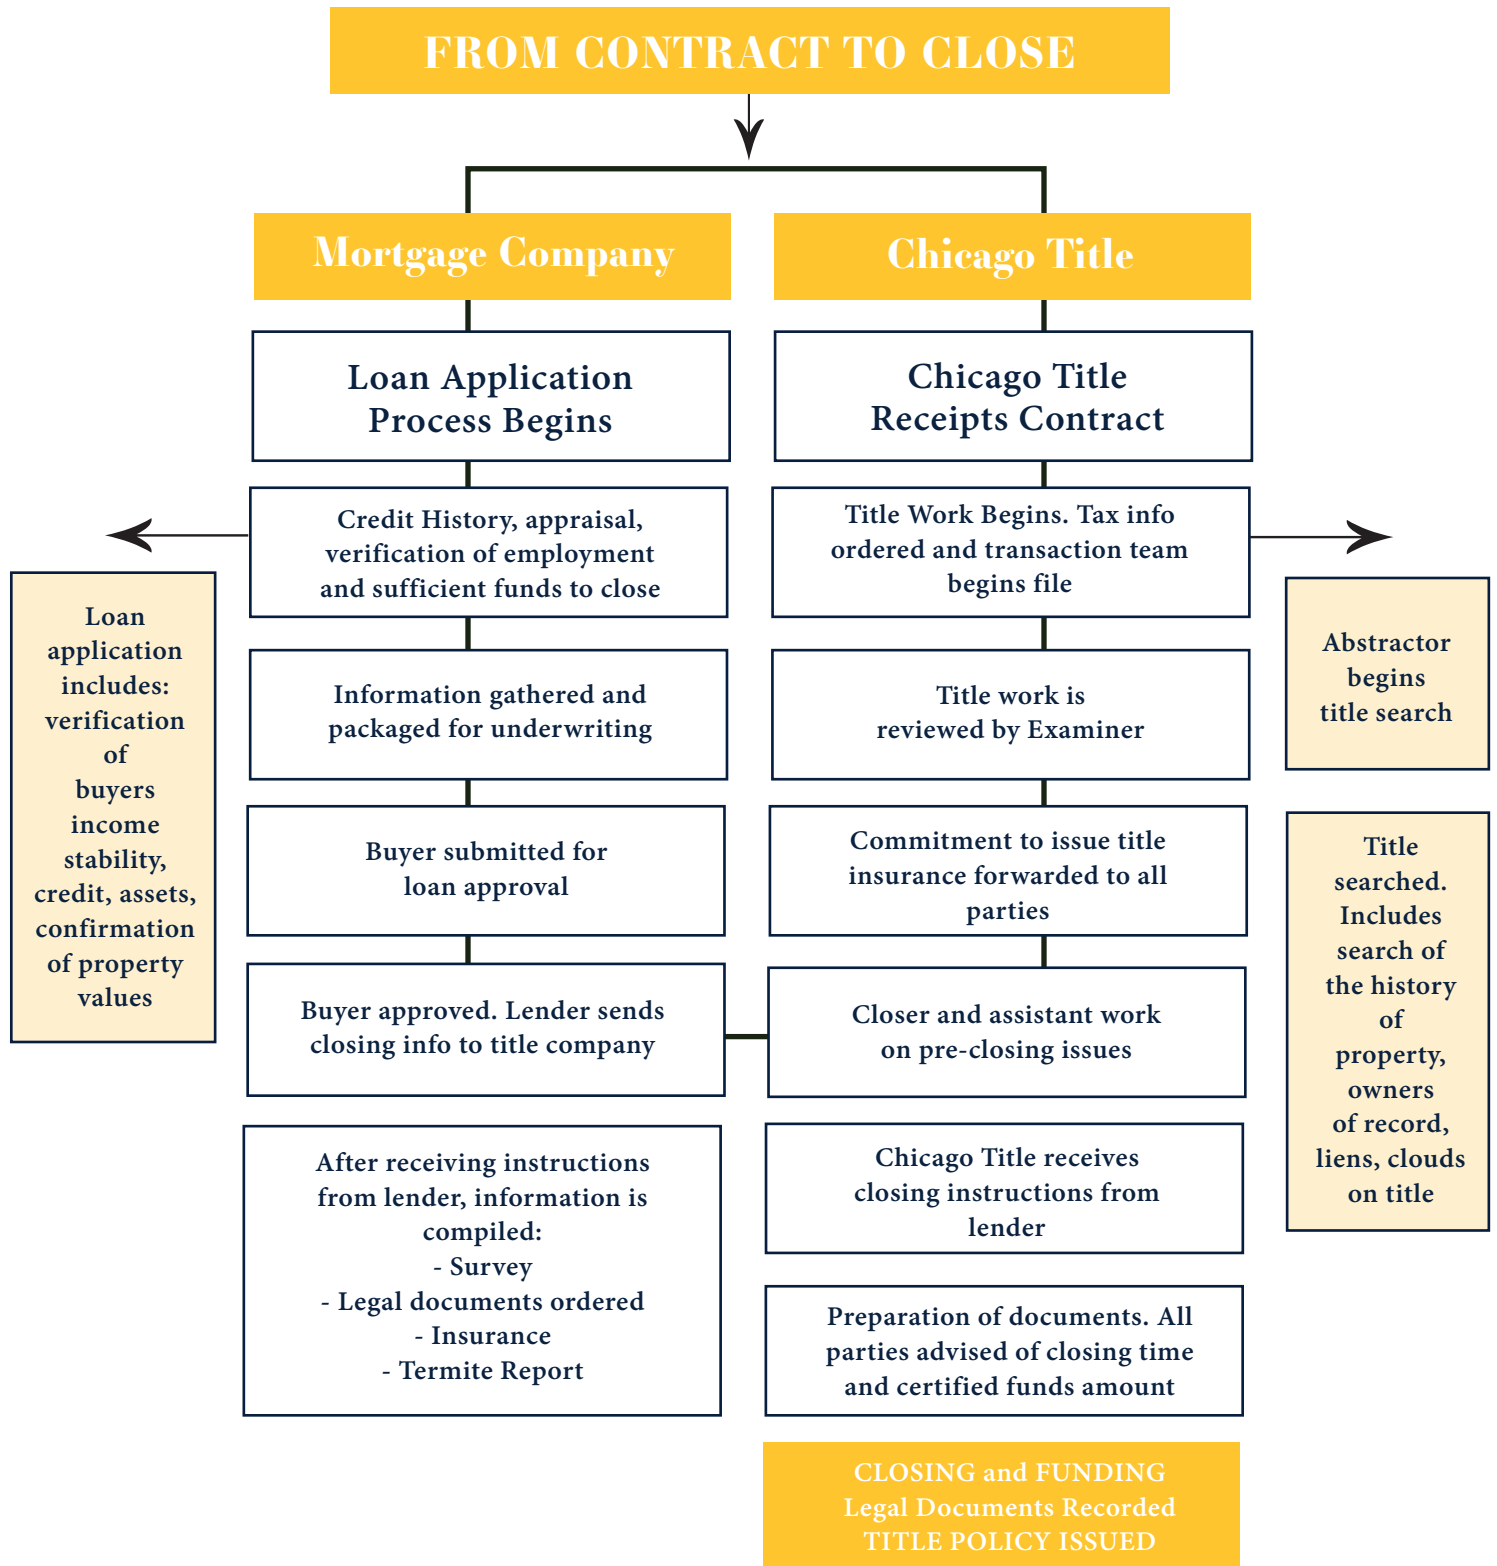 FROM CONTRACT TO CLOSE
Mortgage Company
Chicago Title
Loan Application
Process Begins
Chicago Title
Receipts Contract
Credit History, appraisal,
verification of employment
and sufficient funds to close
Title Work Begins. Tax info
ordered and transaction team
begins file
Loan
application
includes:
verification
of
buyers
income
stability,
credit, assets,
confirmation
of property
values
Abstractor
begins
title search
Information gathered and
packaged for underwriting
Title work is
reviewed by Examiner
Buyer submitted for
loan approval
Commitment to issue title
insurance forwarded to all
parties
Title
searched.
Includes
search of
the history
of
property,
owners
of record,
liens, clouds
on title
Buyer approved. Lender sends
closing info to title company
Closer and assistant work
on pre-closing issues
After receiving instructions
from lender, information is
compiled:
- Survey
- Legal documents ordered
- Insurance
- Termite Report
Chicago Title receives
closing instructions from
lender
Preparation of documents. All
parties advised of closing time
and certified funds amount
CLOSING and FUNDING
Legal Documents Recorded
TITLE POLICY ISSUED